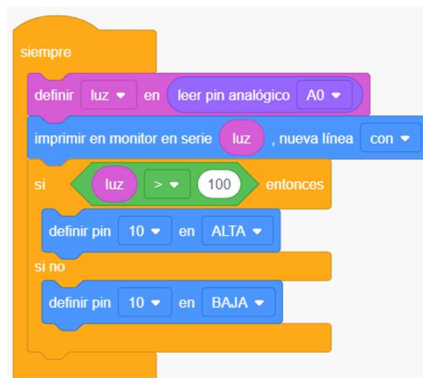 siempre
definir luz en leer pin analógico A0
imprimir en monitor en serie luz , nueva línea con
si luz > 100 entonces
definir pin 10 en ALTA
si no
definir pin 10 en BAJA